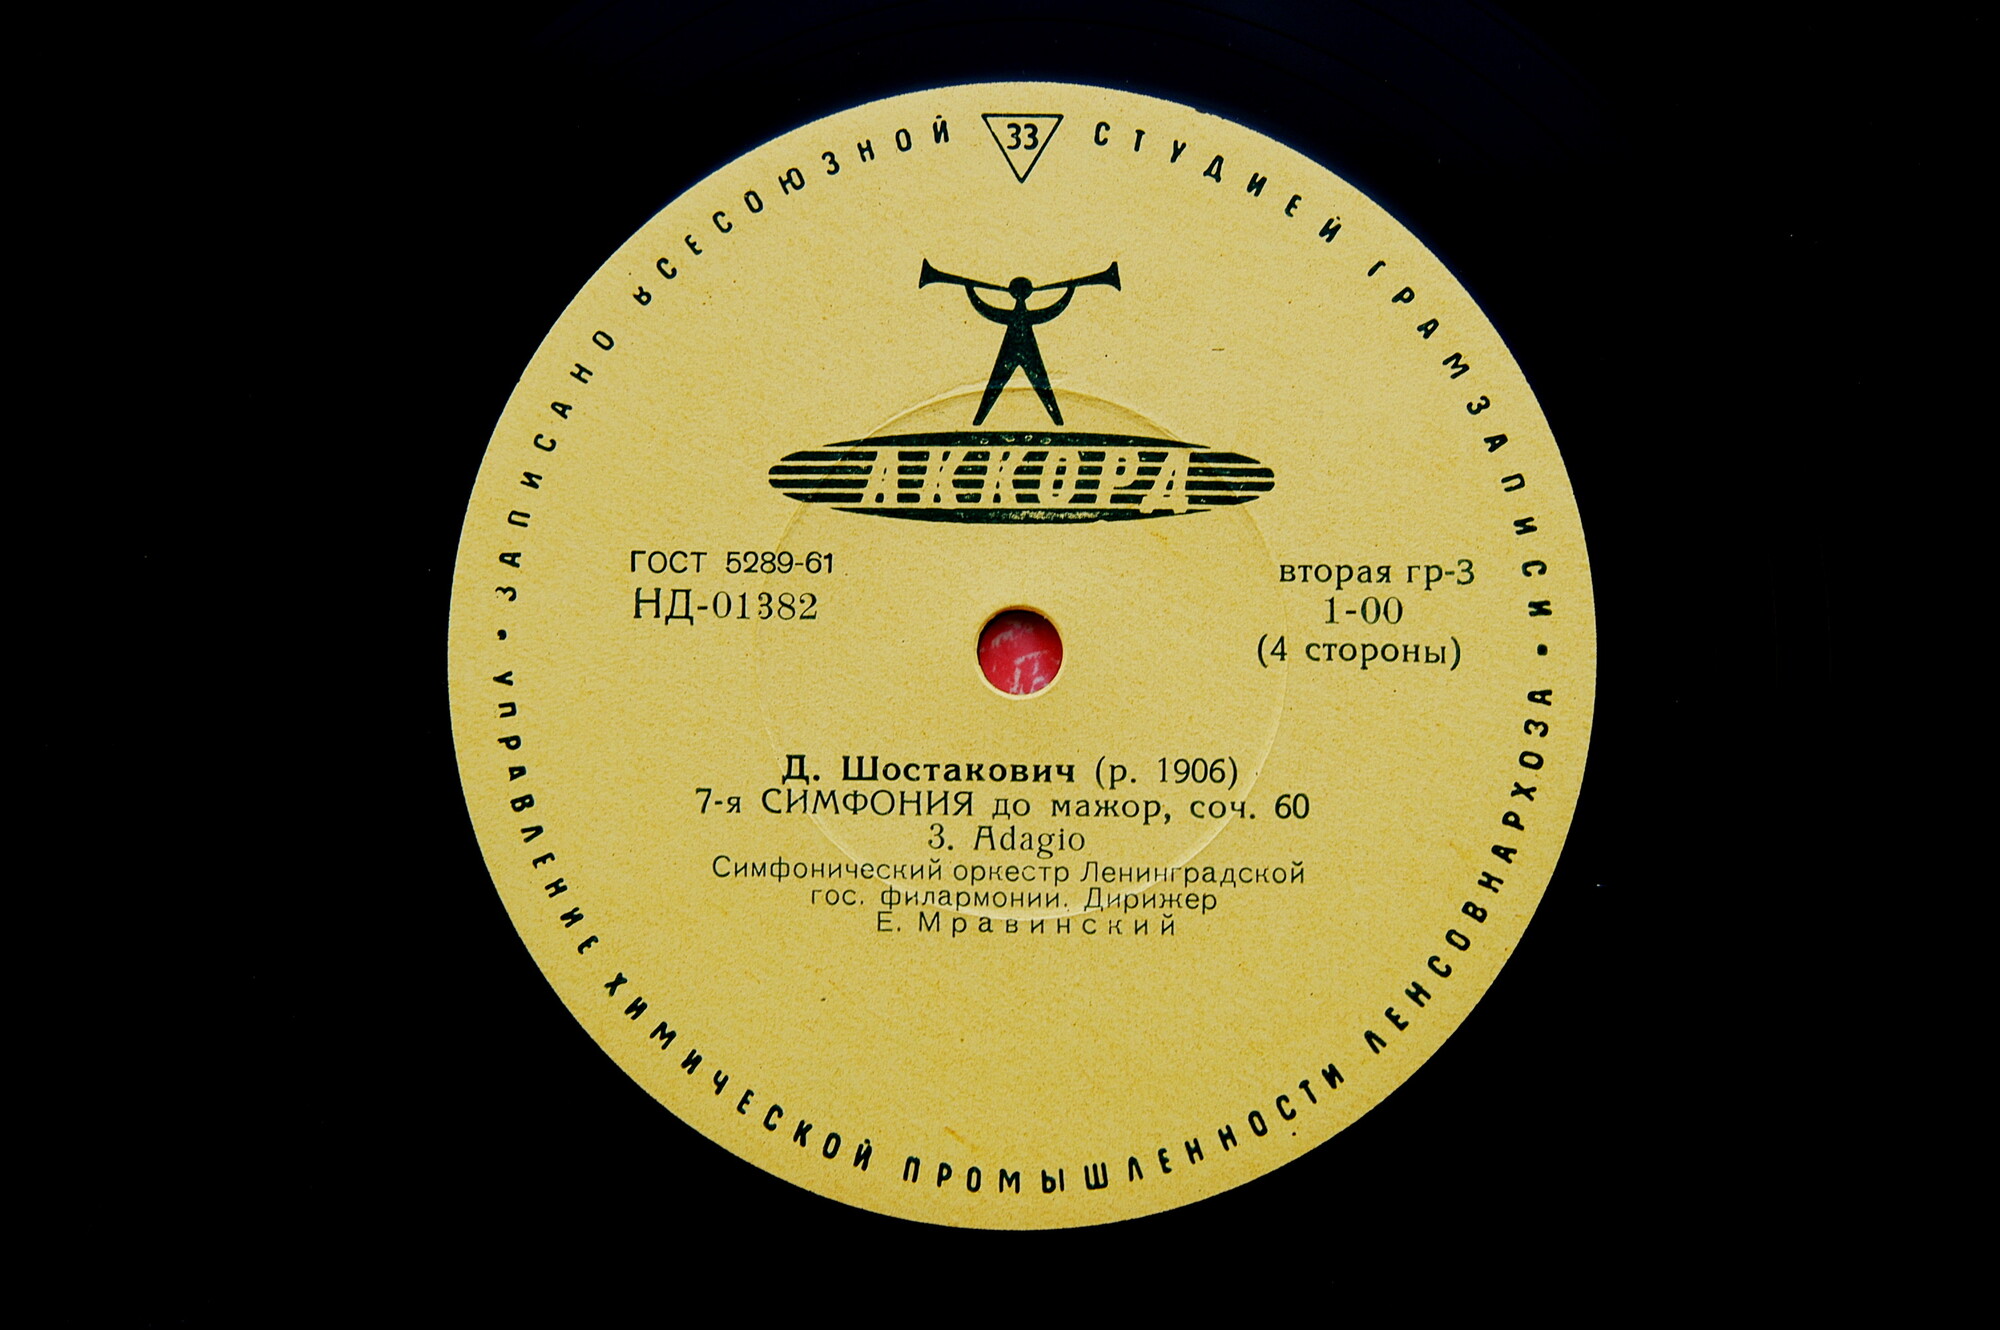 ЗАПИСАНО ВСЕСОЮЗНОЙ 33 СТУДИЕЙ ГРАМЗАПИСИ •
АККОРД
ГОСТ 5289-61
НД-01382
вторая гр-3
1-00
(4 стороны)
Д. Шостакович (р. 1906)
7-я СИМФОНИЯ до мажор, соч. 60
3. Adagio
Симфонический оркестр Ленинградской
гос. филармонии. Дирижер
Е. Мравинский
УПРАВЛЕНИЕ ХИМИЧЕСКОЙ ПРОМЫШЛЕННОСТИ ЛЕНСОВНАРХОЗА •